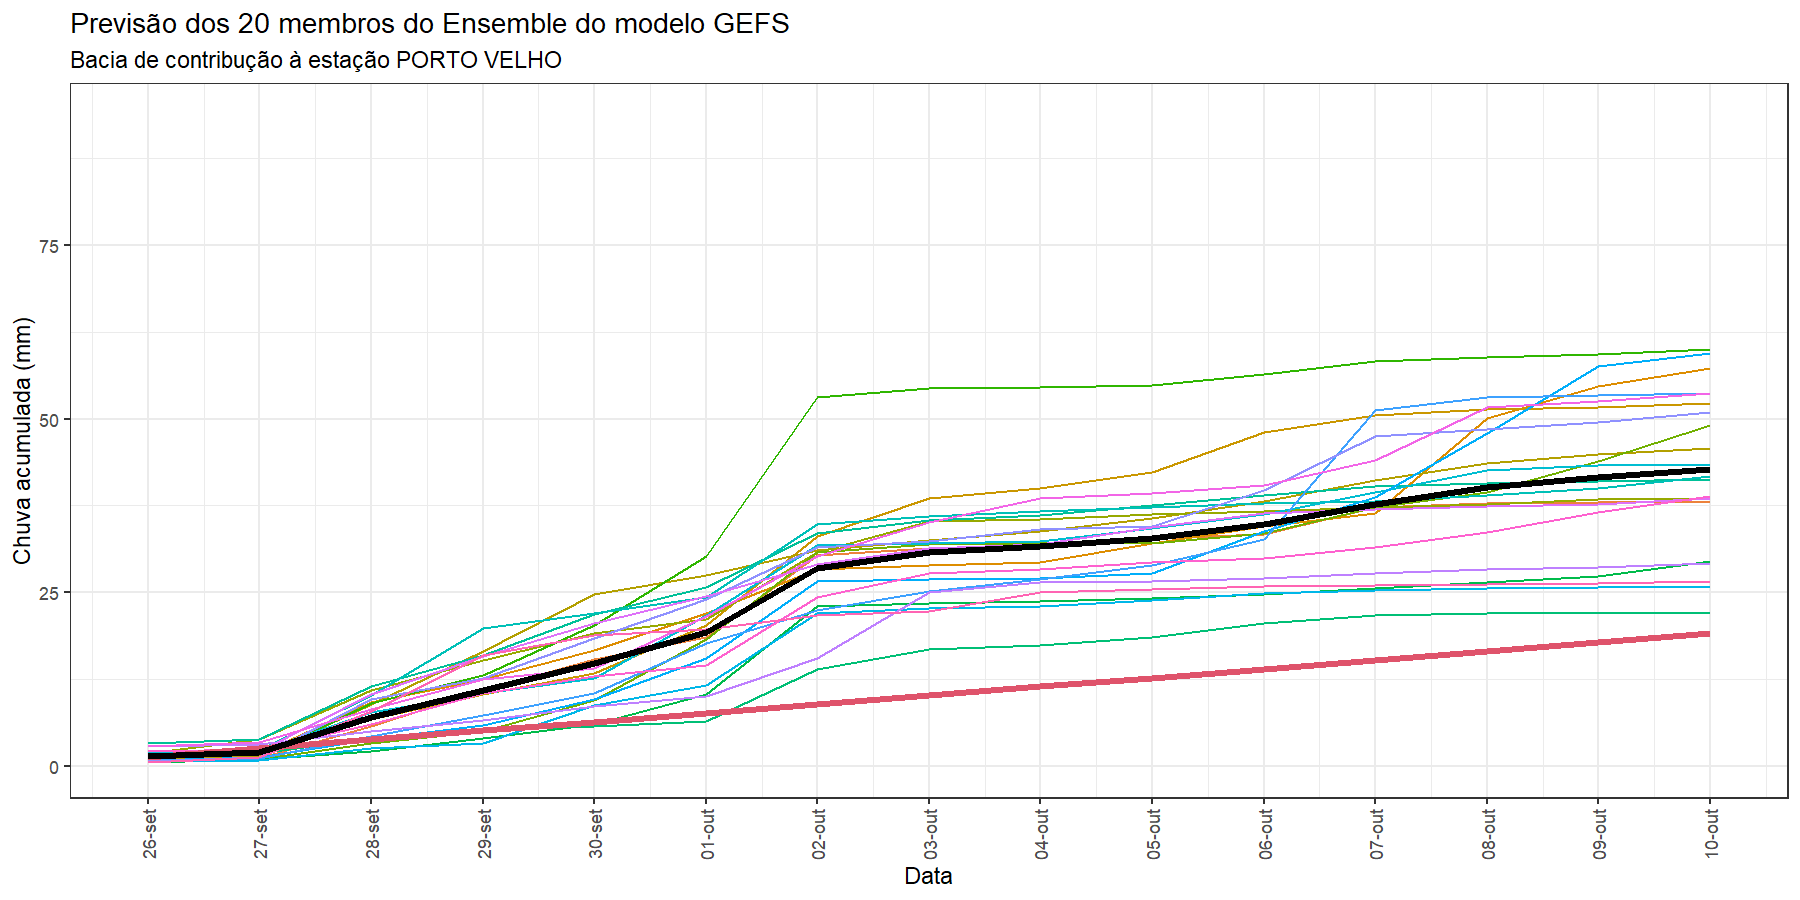 Previsão dos 20 membros do Ensemble do modelo GEFS
Bacia de contribução à estação PORTO VELHO
Chuva acumulada (mm)
75
50
25
0
26-set
27-set
28-set
29-set
30-set
01-out
02-out
03-out
04-out
05-out
06-out
07-out
08-out
09-out
10-out
Data